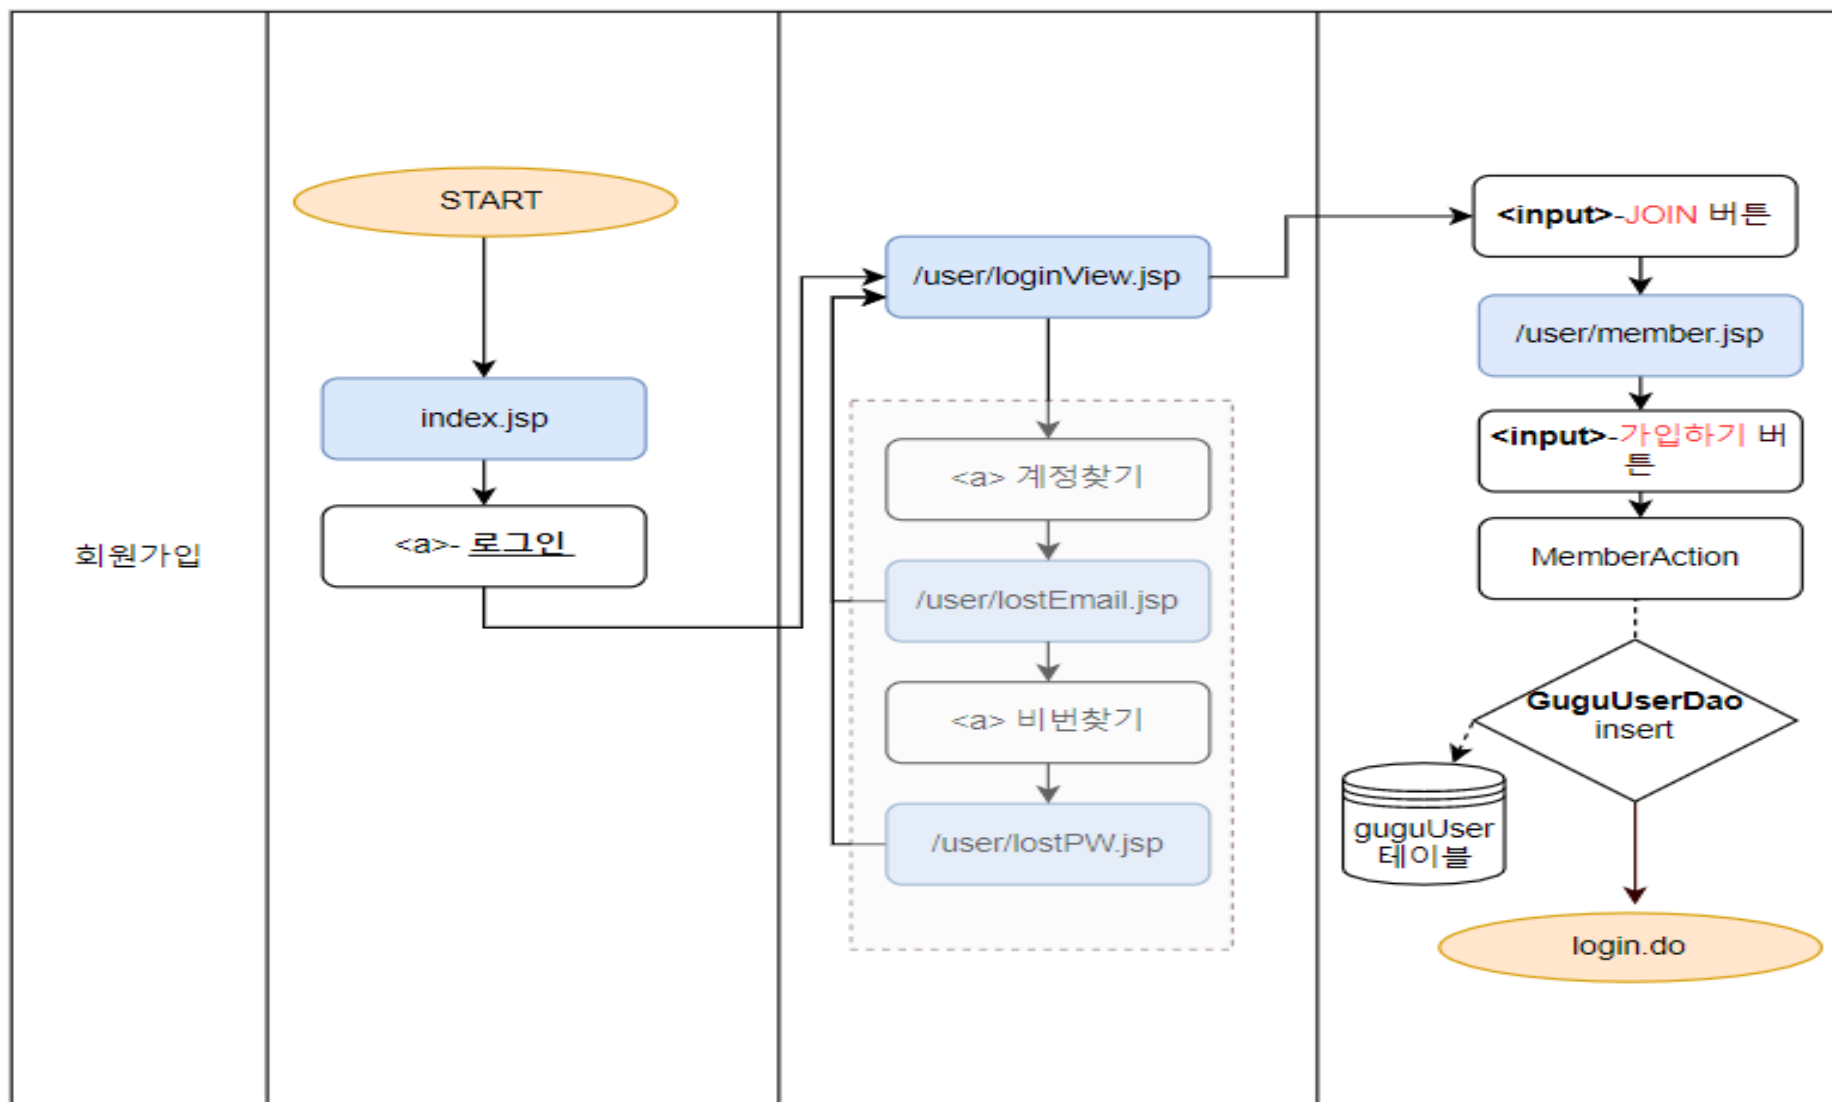 회원가입
START
index.jsp
<a>- 로그인
/user/loginView.jsp
<a> 계정찾기
/user/lostEmail.jsp
<a> 비번찾기
/user/lostPW.jsp
<input>-JOIN 버튼
/user/member.jsp
<input>-가입하기 버
튼
MemberAction
GuguUserDao
insert
guguUser
테이블
login.do